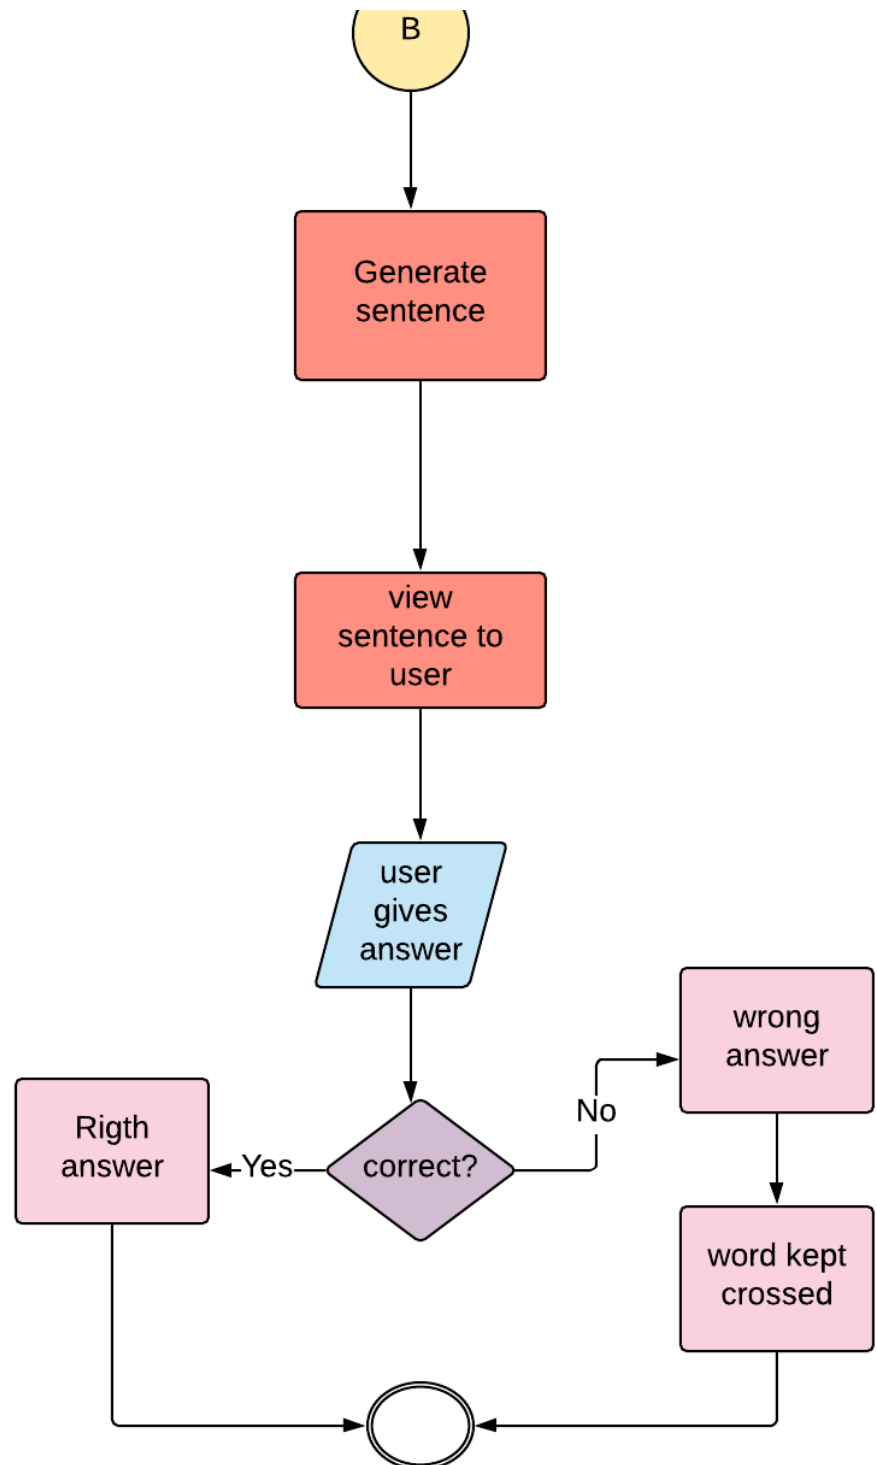 B
Generate
sentence
view
sentence to
user
user
gives
answer
wrong
answer
No
Rigth
answer
Yes
correct?
word kept
crossed